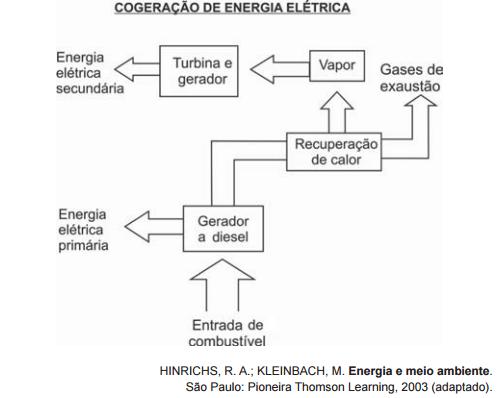 COGERAÇÃO DE ENERGIA ELÉTRICA
Energia
elétrica
secundária
Turbina e
gerador
Vapor
Gases de
exaustão
Recuperação
de calor
Energia
elétrica
primária
Gerador
a diesel
Entrada de
combustível
HINRICHS, R. A.; KLEINBACH, M. Energia e meio ambiente.
São Paulo: Pioneira Thomson Learning, 2003 (adaptado).